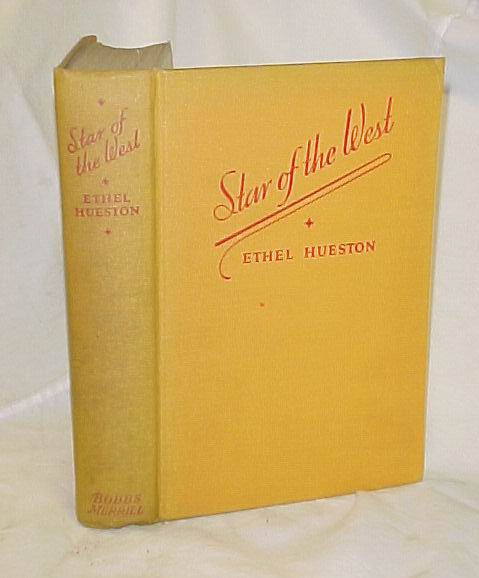 Star of
the West
ETHEL
HUESTON
BOBBS
MERRILL
Star of the West
ETHEL HUESTON